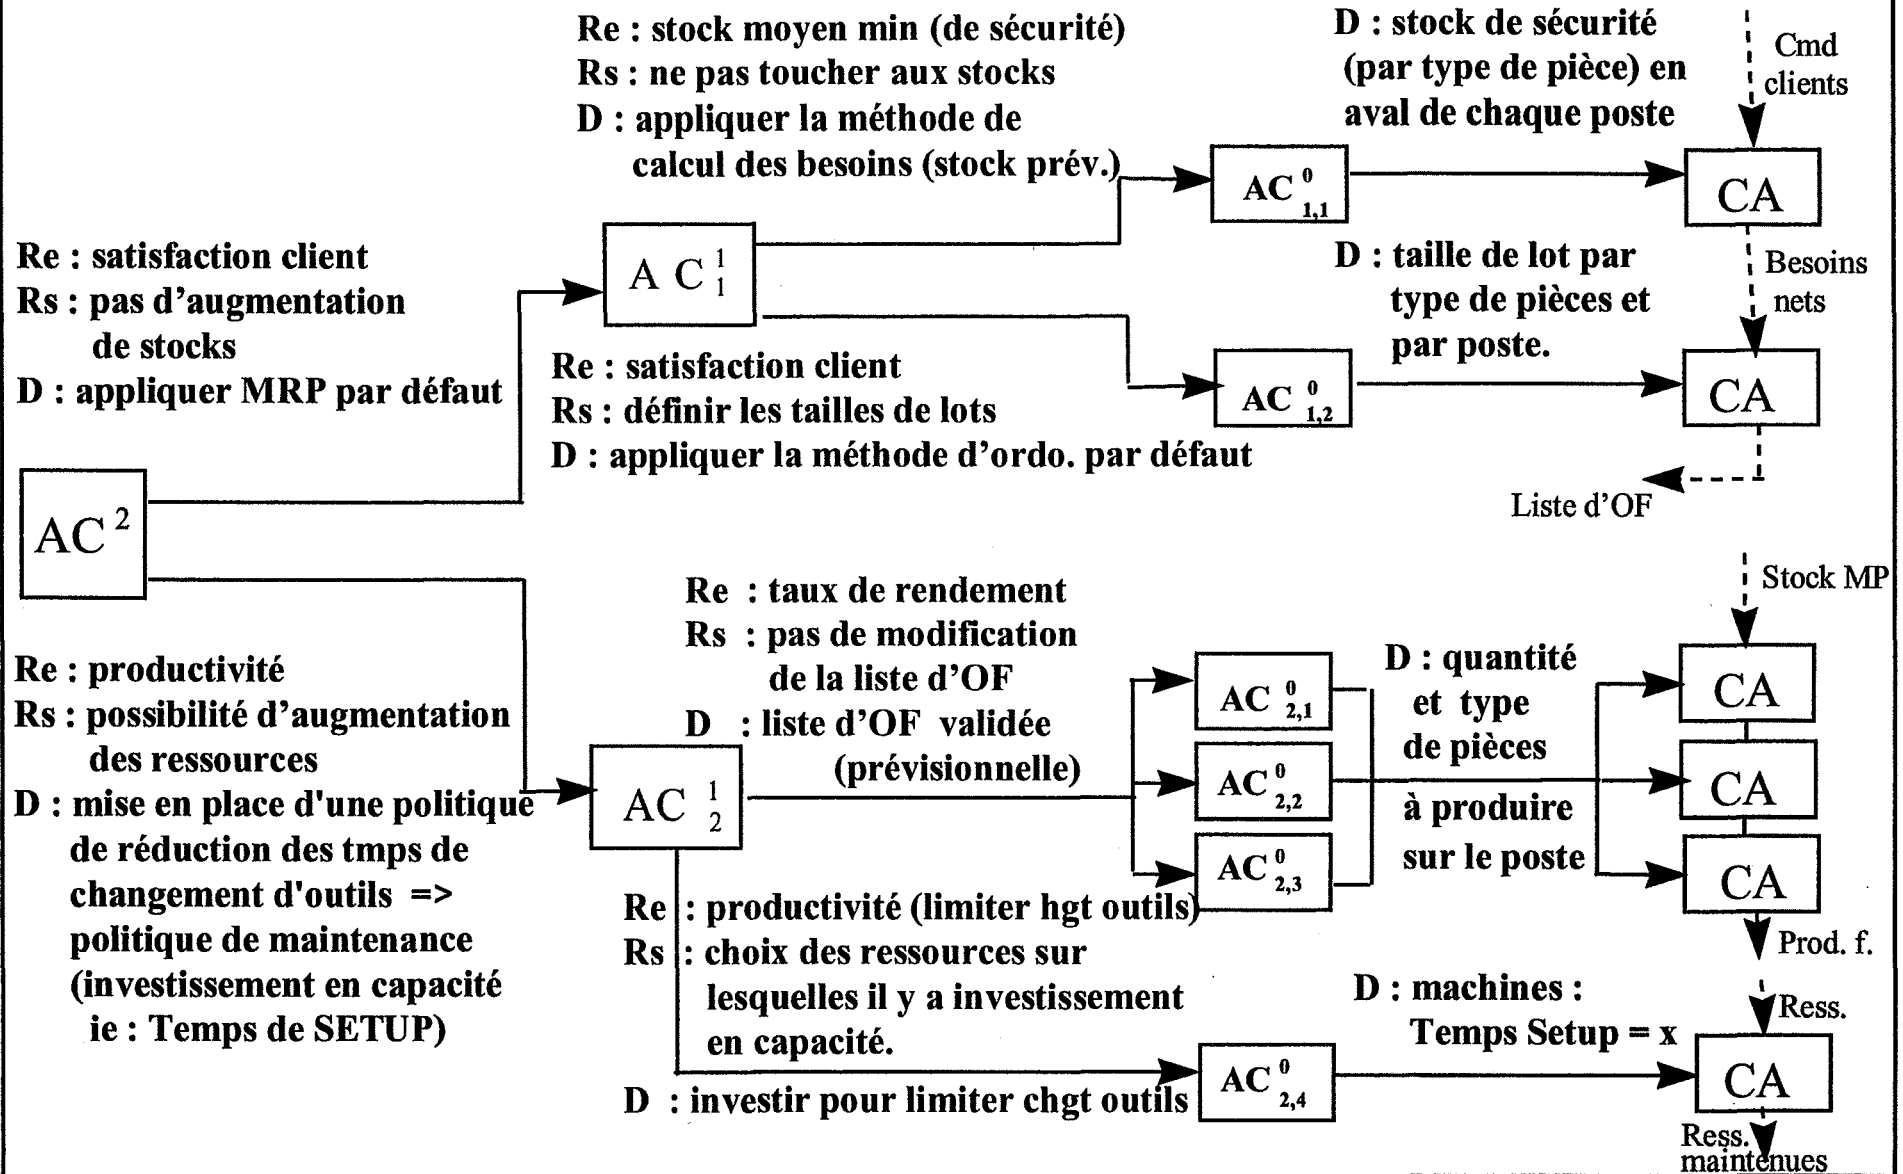 Re : stock moyen min (de sécurité)
Rs : ne pas toucher aux stocks
D : appliquer la méthode de
calcul des besoins (stock prév.)
D : stock de sécurité
(par type de pièce) en
aval de chaque poste
Cmd
clients
AC 0 1,1
CA
Re : satisfaction client
Rs : pas d'augmentation
de stocks
D : appliquer MRP par défaut
A C 1 1
D : taille de lot par
type de pièces et
par poste.
Besoins
nets
Re : satisfaction client
Rs : définir les tailles de lots
D : appliquer la méthode d'ordo. par défaut
AC 0 1,2
CA
Liste d'OF
AC 2
Re : productivité
Rs : possibilité d'augmentation
des ressources
D : mise en place d'une politique
de réduction des tmps de
changement d'outils =>
politique de maintenance
(investissement en capacité
ie : Temps de SETUP)
Re : taux de rendement
Rs : pas de modification
de la liste d'OF
D : liste d'OF validée
(prévisionnelle)
AC 1 2
AC 0 2,1
AC 0 2,2
AC 0 2,3
D : quantité
et type
de pièces
à produire
sur le poste
Stock MP
CA
CA
CA
Prod. f.
Re : productivité (limiter hgt outils)
Rs : choix des ressources sur
lesquelles il y a investissement
en capacité.
D : investir pour limiter chgt outils
AC 0 2,4
D : machines :
Temps Setup = x
Ress.
CA
Ress.
maintenues